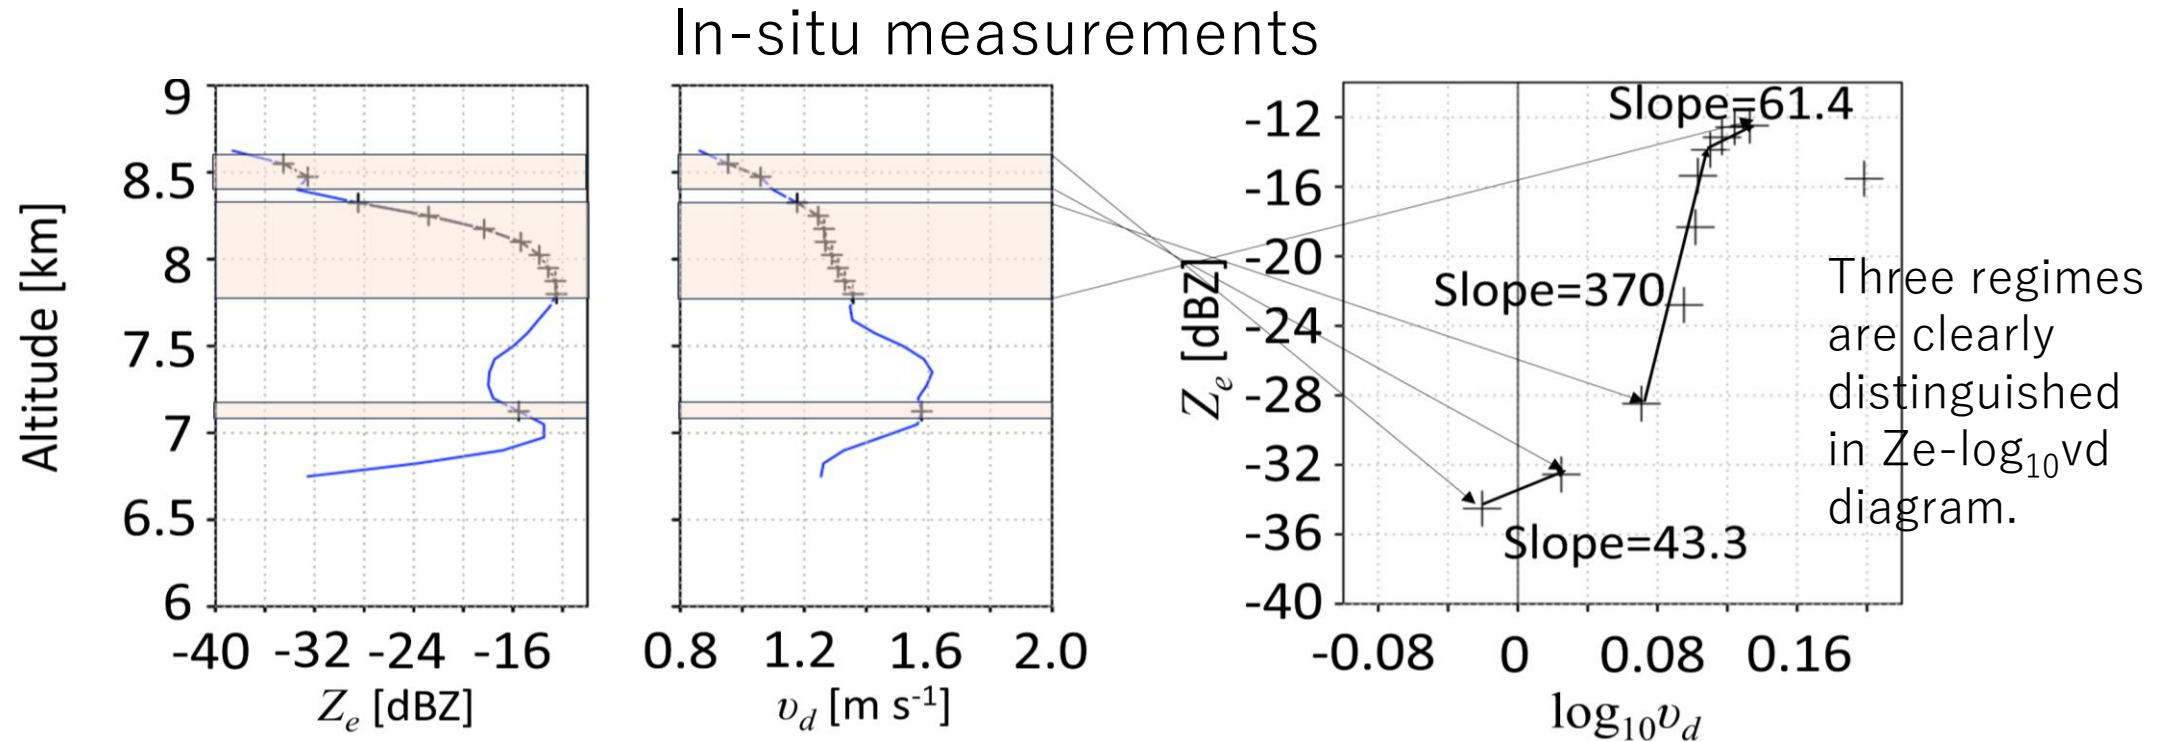 In-situ measurements
Altitude [km]
9
8.5
8
7.5
7
6.5
6
-40 -32 -24 -16
Zₑ [dBZ]
0.8 1.2 1.6 2.0
υ_d [m s⁻¹]
Zₑ [dBZ]
-12
-16
-20
-24
-28
-32
-36
-40
Slope=61.4
Slope=370
Slope=43.3
-0.08 0 0.08 0.16
log₁₀υ_d
Three regimes
are clearly
distinguished
in Ze-log₁₀vd
diagram.